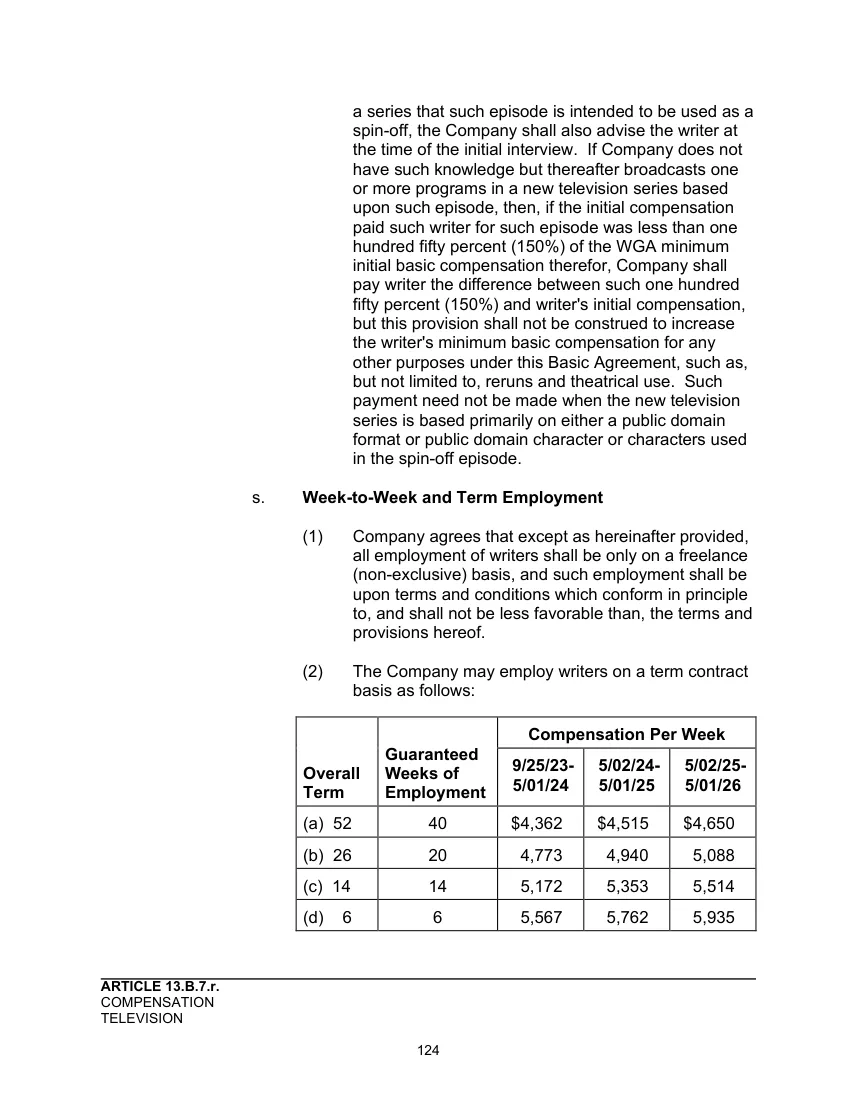 a series that such episode is intended to be used as a
spin-off, the Company shall also advise the writer at
the time of the initial interview.  If Company does not
have such knowledge but thereafter broadcasts one
or more programs in a new television series based
upon such episode, then, if the initial compensation
paid such writer for such episode was less than one
hundred fifty percent (150%) of the WGA minimum
initial basic compensation therefor, Company shall
pay writer the difference between such one hundred
fifty percent (150%) and writer's initial compensation,
but this provision shall not be construed to increase
the writer's minimum basic compensation for any
other purposes under this Basic Agreement, such as,
but not limited to, reruns and theatrical use.  Such
payment need not be made when the new television
series is based primarily on either a public domain
format or public domain character or characters used
in the spin-off episode.
s. Week-to-Week and Term Employment
(1) Company agrees that except as hereinafter provided,
all employment of writers shall be only on a freelance
(non-exclusive) basis, and such employment shall be
upon terms and conditions which conform in principle
to, and shall not be less favorable than, the terms and
provisions hereof.
(2) The Company may employ writers on a term contract
basis as follows:
Compensation Per Week
Overall
Term
Guaranteed
Weeks of
Employment
9/25/23-
5/01/24
5/02/24-
5/01/25
5/02/25-
5/01/26
(a) 52 40 $4,362 $4,515 $4,650
(b) 26 20 4,773 4,940 5,088
(c) 14 14 5,172 5,353 5,514
(d) 6 6 5,567 5,762 5,935
ARTICLE 13.B.7.r.
COMPENSATION
TELEVISION
124